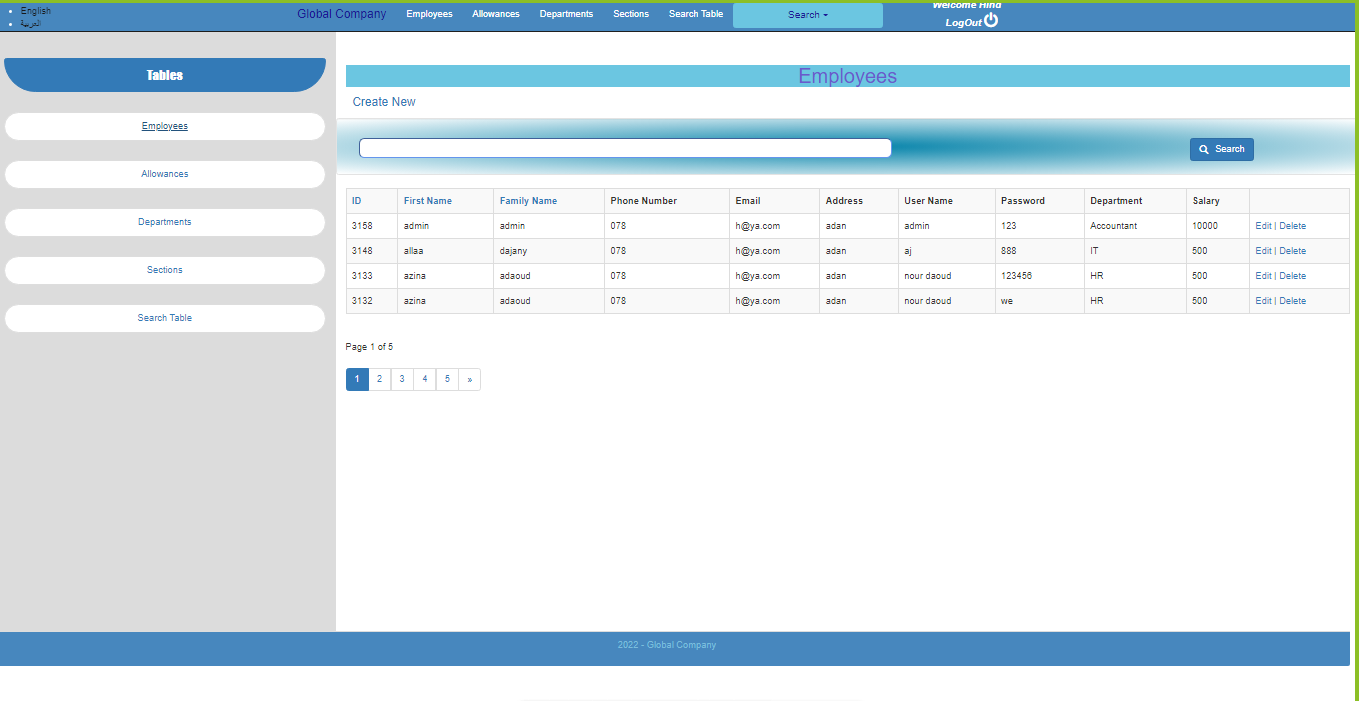 English
العربية
Global Company Employees Allowances Departments Sections Search Table Search
Welcome Hind
LogOut
Tables
Employees
Allowances
Departments
Sections
Search Table
Employees
Create New
Search
ID First Name Family Name Phone Number Email Address User Name Password Department Salary
3158 admin admin 078 h@ya.com adan admin 123 Accountant 10000 Edit | Delete
3148 allaa dajany 078 h@ya.com adan aj 888 IT 500 Edit | Delete
3133 azina adaoud 078 h@ya.com adan nour daoud 123456 HR 500 Edit | Delete
3132 azina adaoud 078 h@ya.com adan nour daoud we HR 500 Edit | Delete
Page 1 of 5
1 2 3 4 5 »
2022 - Global Company